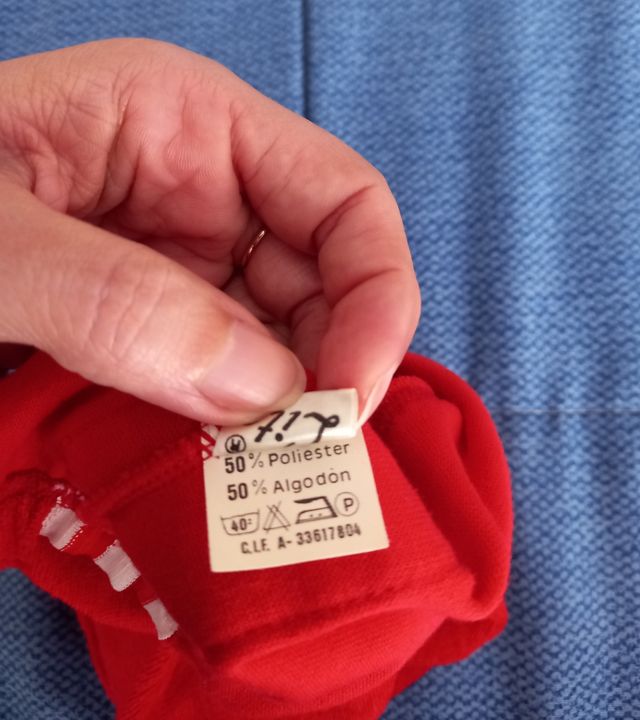 50% Poliester
50% Algodón
40° P
C.I.F. A-33617804